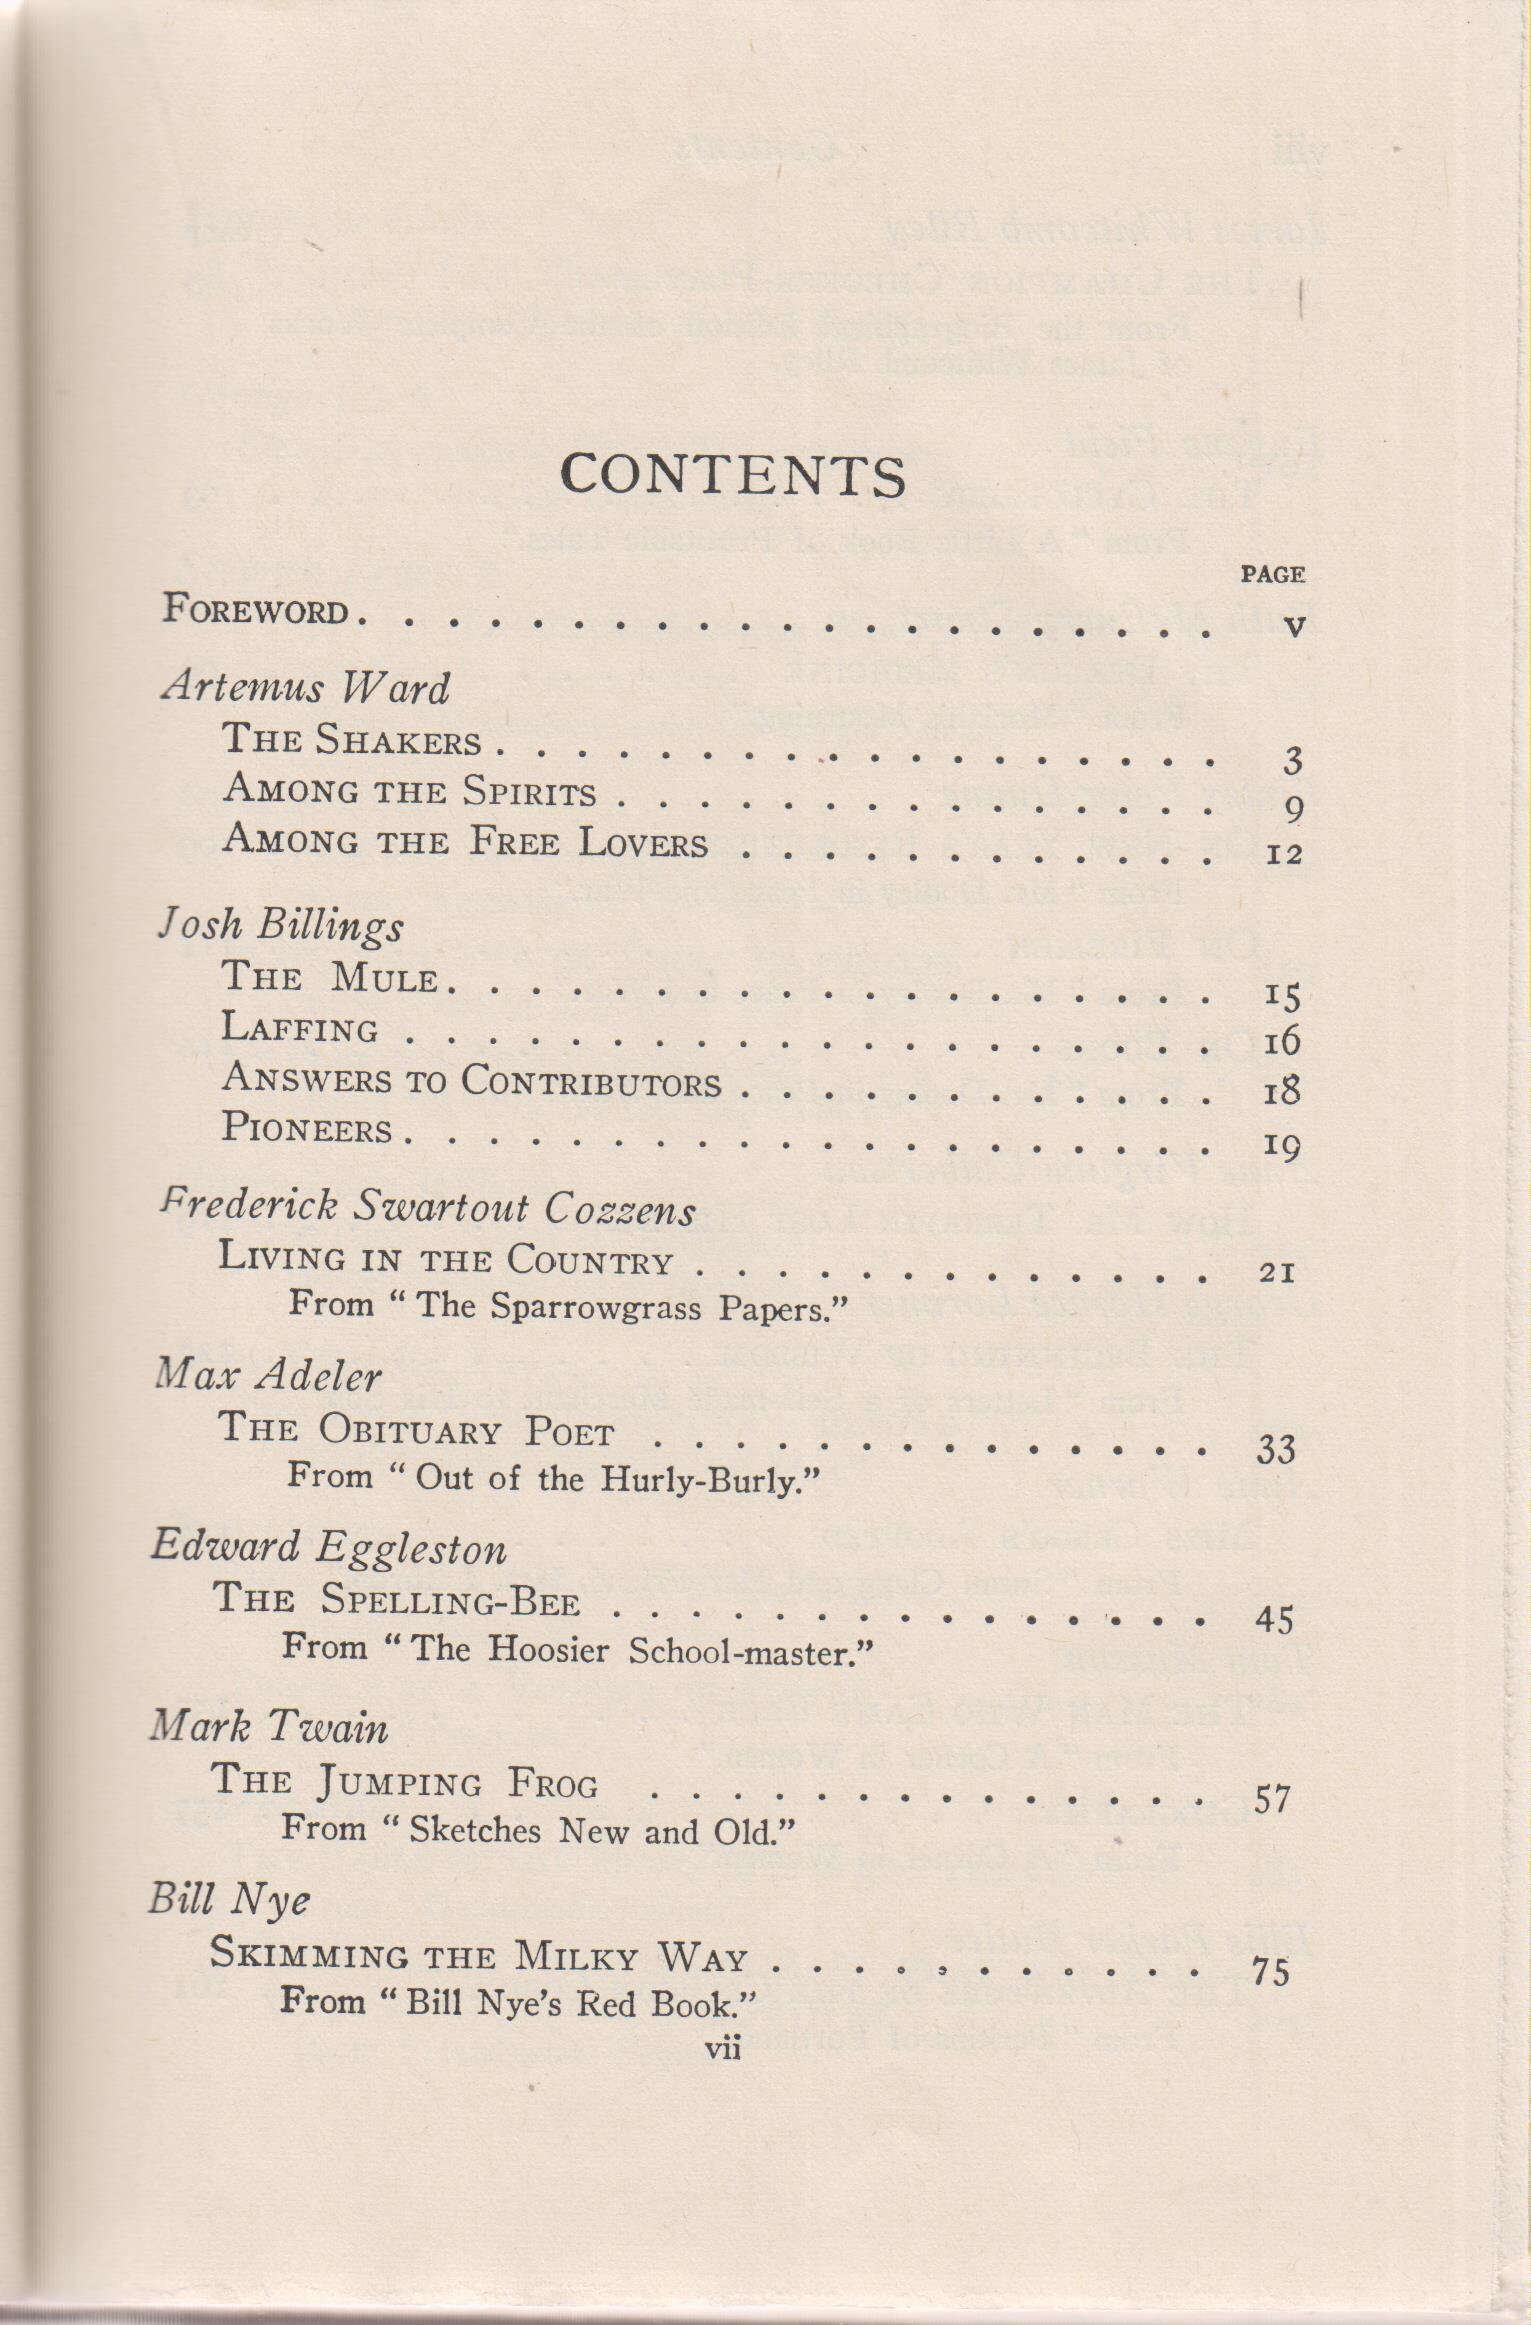 CONTENTS
PAGE
FOREWORD . . . . . . . . . . . . . . . . . . . . . v
Artemus Ward
THE SHAKERS . . . . . . . . . . . . . . . . . . 3
AMONG THE SPIRITS . . . . . . . . . . . . . . . 9
AMONG THE FREE LOVERS . . . . . . . . . . . . 12
Josh Billings
THE MULE . . . . . . . . . . . . . . . . . . . 15
LAFFING . . . . . . . . . . . . . . . . . . . . 16
ANSWERS TO CONTRIBUTORS . . . . . . . . . . . . 18
PIONEERS . . . . . . . . . . . . . . . . . . . . 19
Frederick Swartout Cozzens
LIVING IN THE COUNTRY . . . . . . . . . . . . . 21
From “The Sparrowgrass Papers.”
Max Adeler
THE OBITUARY POET . . . . . . . . . . . . . . 33
From “Out of the Hurly-Burly.”
Edward Eggleston
THE SPELLING-BEE . . . . . . . . . . . . . . . 45
From “The Hoosier School-master.”
Mark Twain
THE JUMPING FROG . . . . . . . . . . . . . . 57
From “Sketches New and Old.”
Bill Nye
SKIMMING THE MILKY WAY . . . . . . . . . . . 75
From “Bill Nye’s Red Book.”
vii